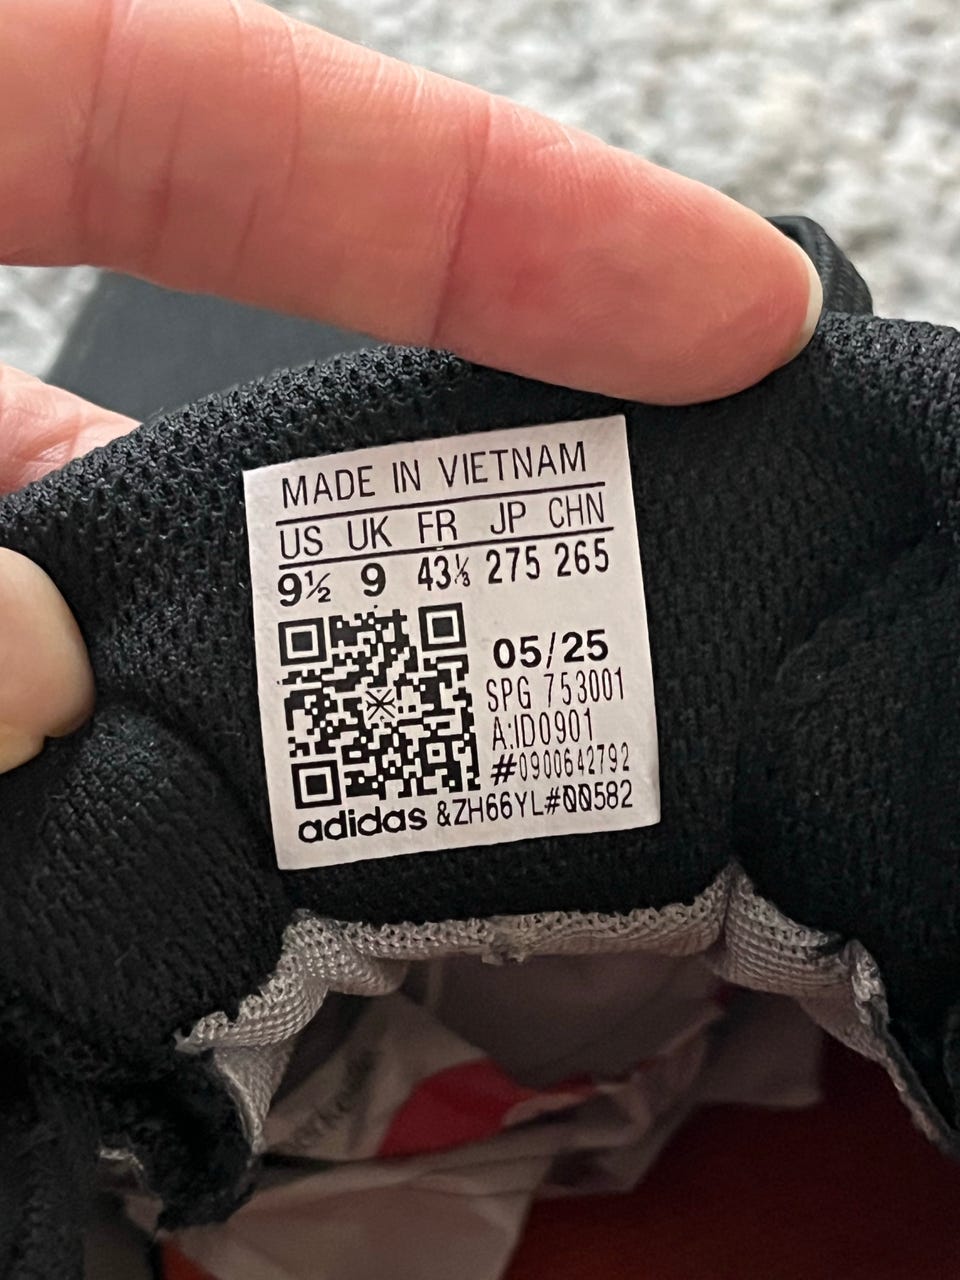 MADE IN VIETNAM
US UK FR JP CHN
9½ 9 43⅓ 275 265
05/25
SPG 753001
A:ID0901
#0900642792
adidas &ZH66YL#00582